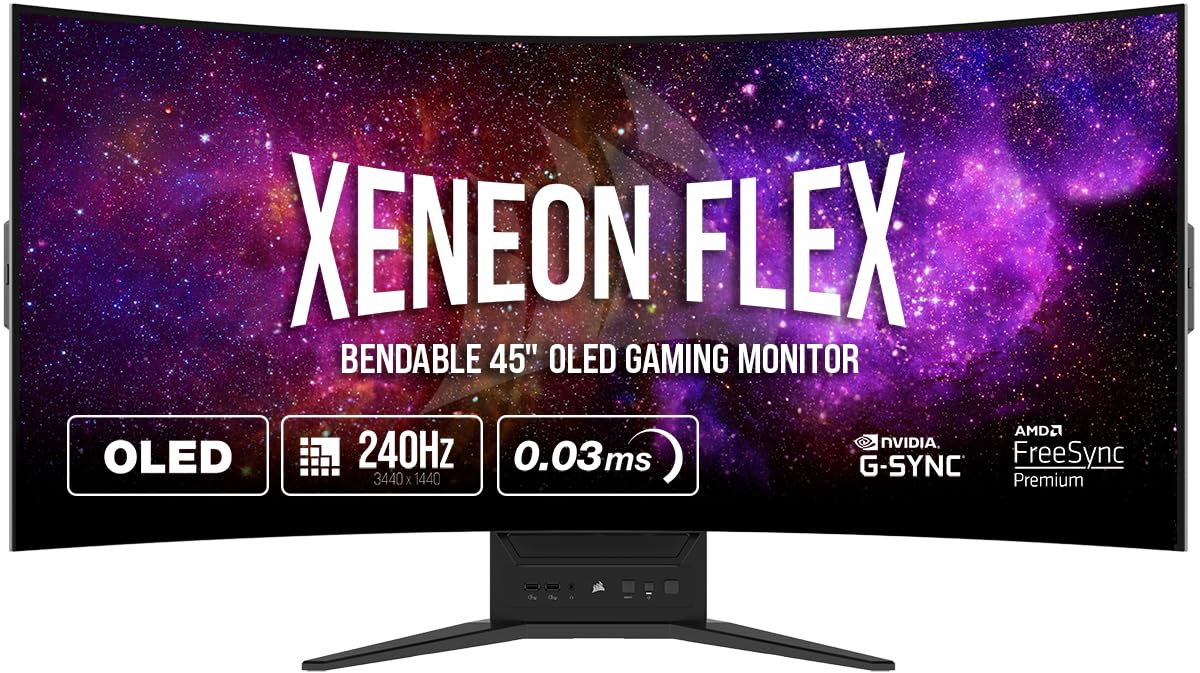 XENEON FLEX
BENDABLE 45" OLED GAMING MONITOR
OLED
240Hz
3440 x 1440
0.03ms
NVIDIA.
G-SYNC
AMD
FreeSync
Premium